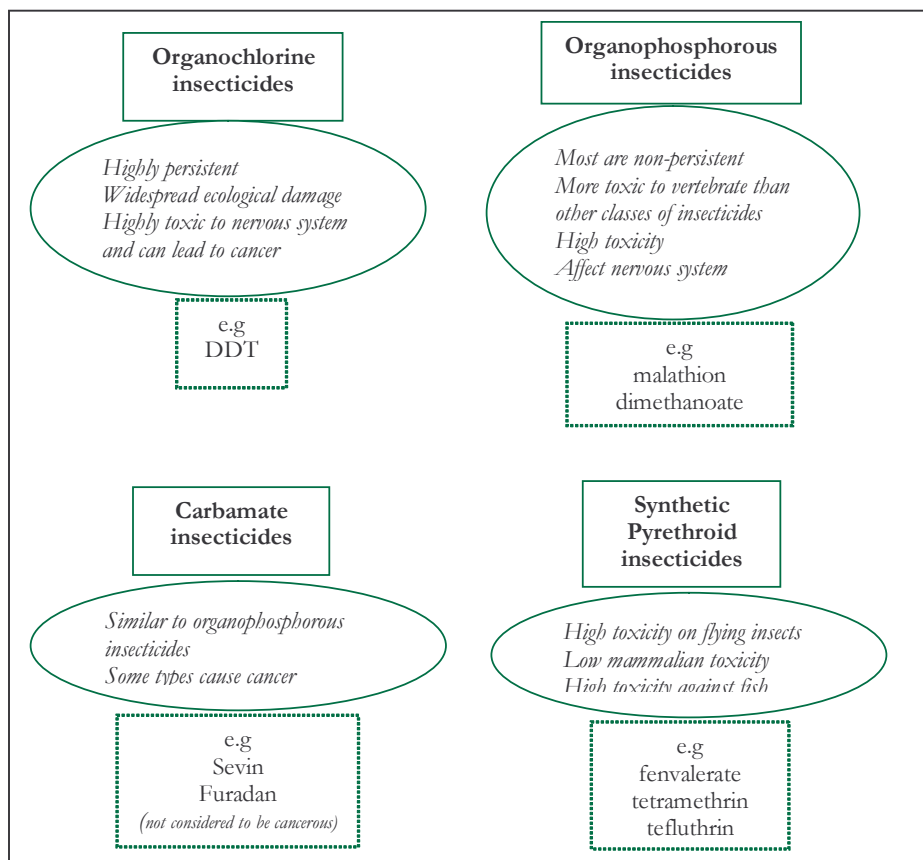 Organochlorine
insecticides
Highly persistent
Widespread ecological damage
Highly toxic to nervous system
and can lead to cancer
e.g
DDT
Organophosphorous
insecticides
Most are non-persistent
More toxic to vertebrate than
other classes of insecticides
High toxicity
Affect nervous system
e.g
malathion
dimethanoate
Carbamate
insecticides
Similar to organophosphorous
insecticides
Some types cause cancer
e.g
Sevin
Furadan
(not considered to be cancerous)
Synthetic
Pyrethroid
insecticides
High toxicity on flying insects
Low mammalian toxicity
High toxicity against fish
e.g
fenvalerate
tetramethrin
tefluthrin